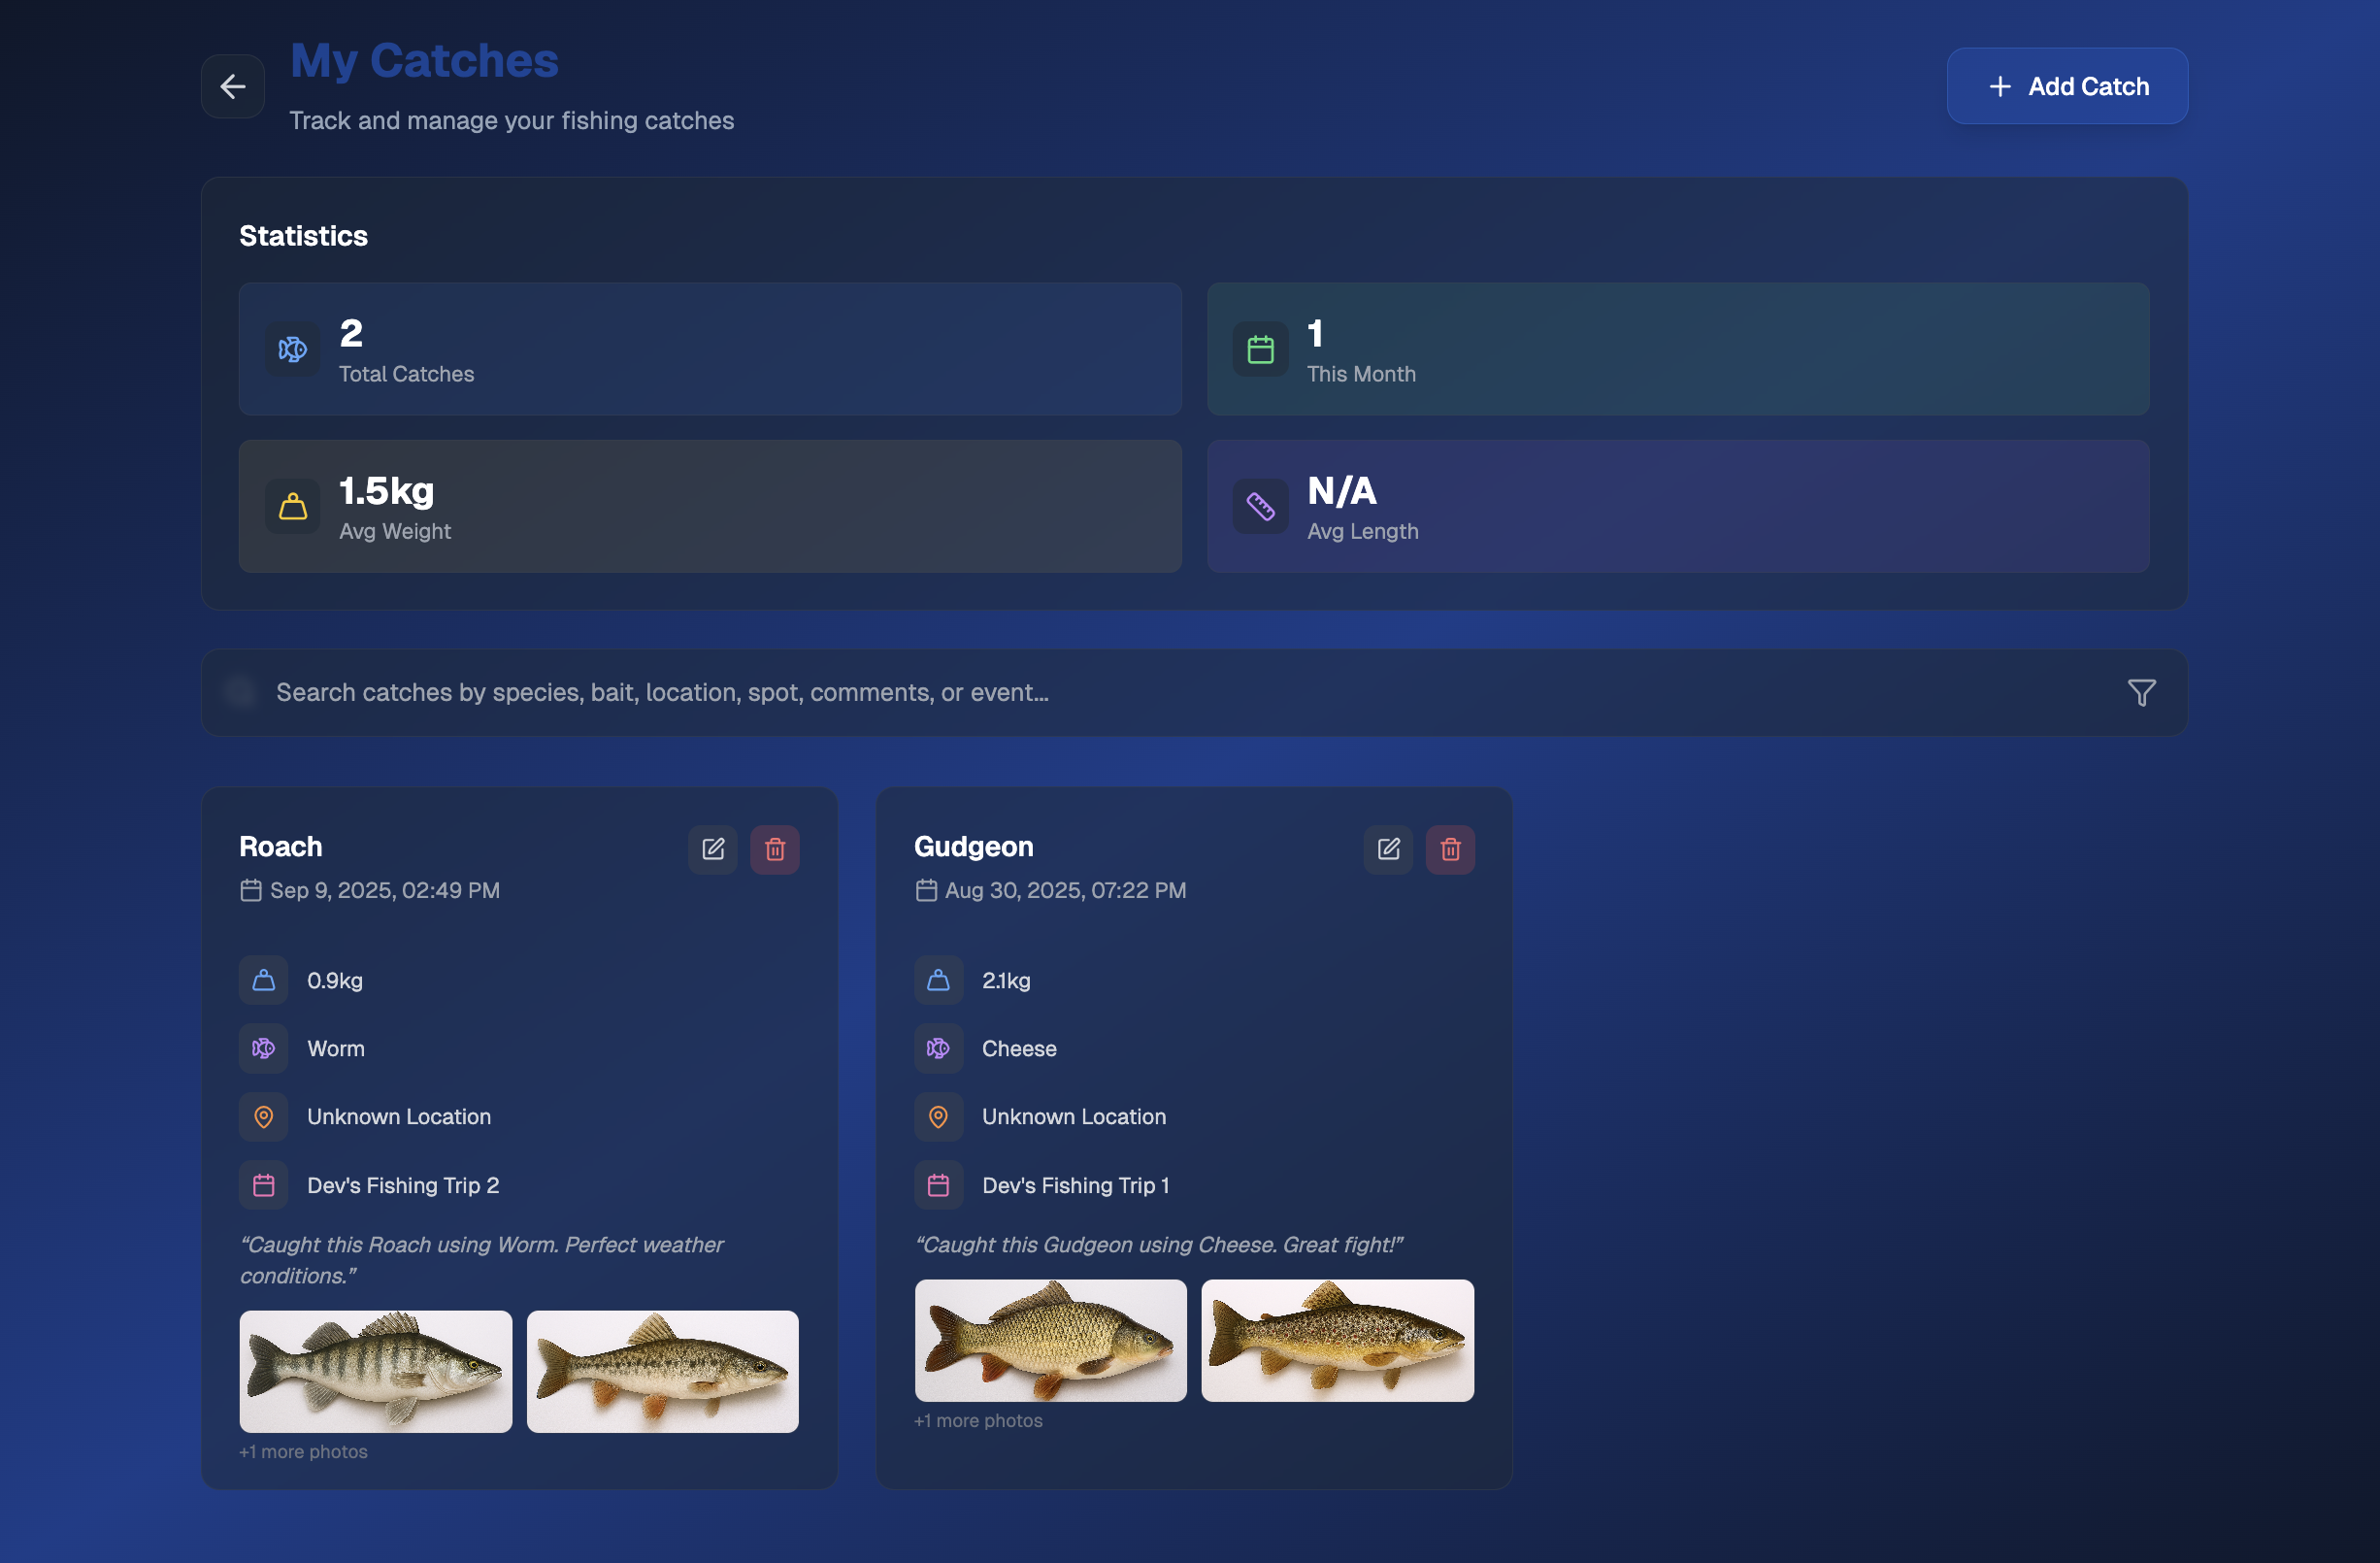 My Catches
Track and manage your fishing catches
Add Catch
Statistics
2
Total Catches
1
This Month
1.5kg
Avg Weight
N/A
Avg Length
Search catches by species, bait, location, spot, comments, or event...
Roach
Sep 9, 2025, 02:49 PM
0.9kg
Worm
Unknown Location
Dev's Fishing Trip 2
“Caught this Roach using Worm. Perfect weather
conditions.”
+1 more photos
Gudgeon
Aug 30, 2025, 07:22 PM
2.1kg
Cheese
Unknown Location
Dev's Fishing Trip 1
“Caught this Gudgeon using Cheese. Great fight!”
+1 more photos